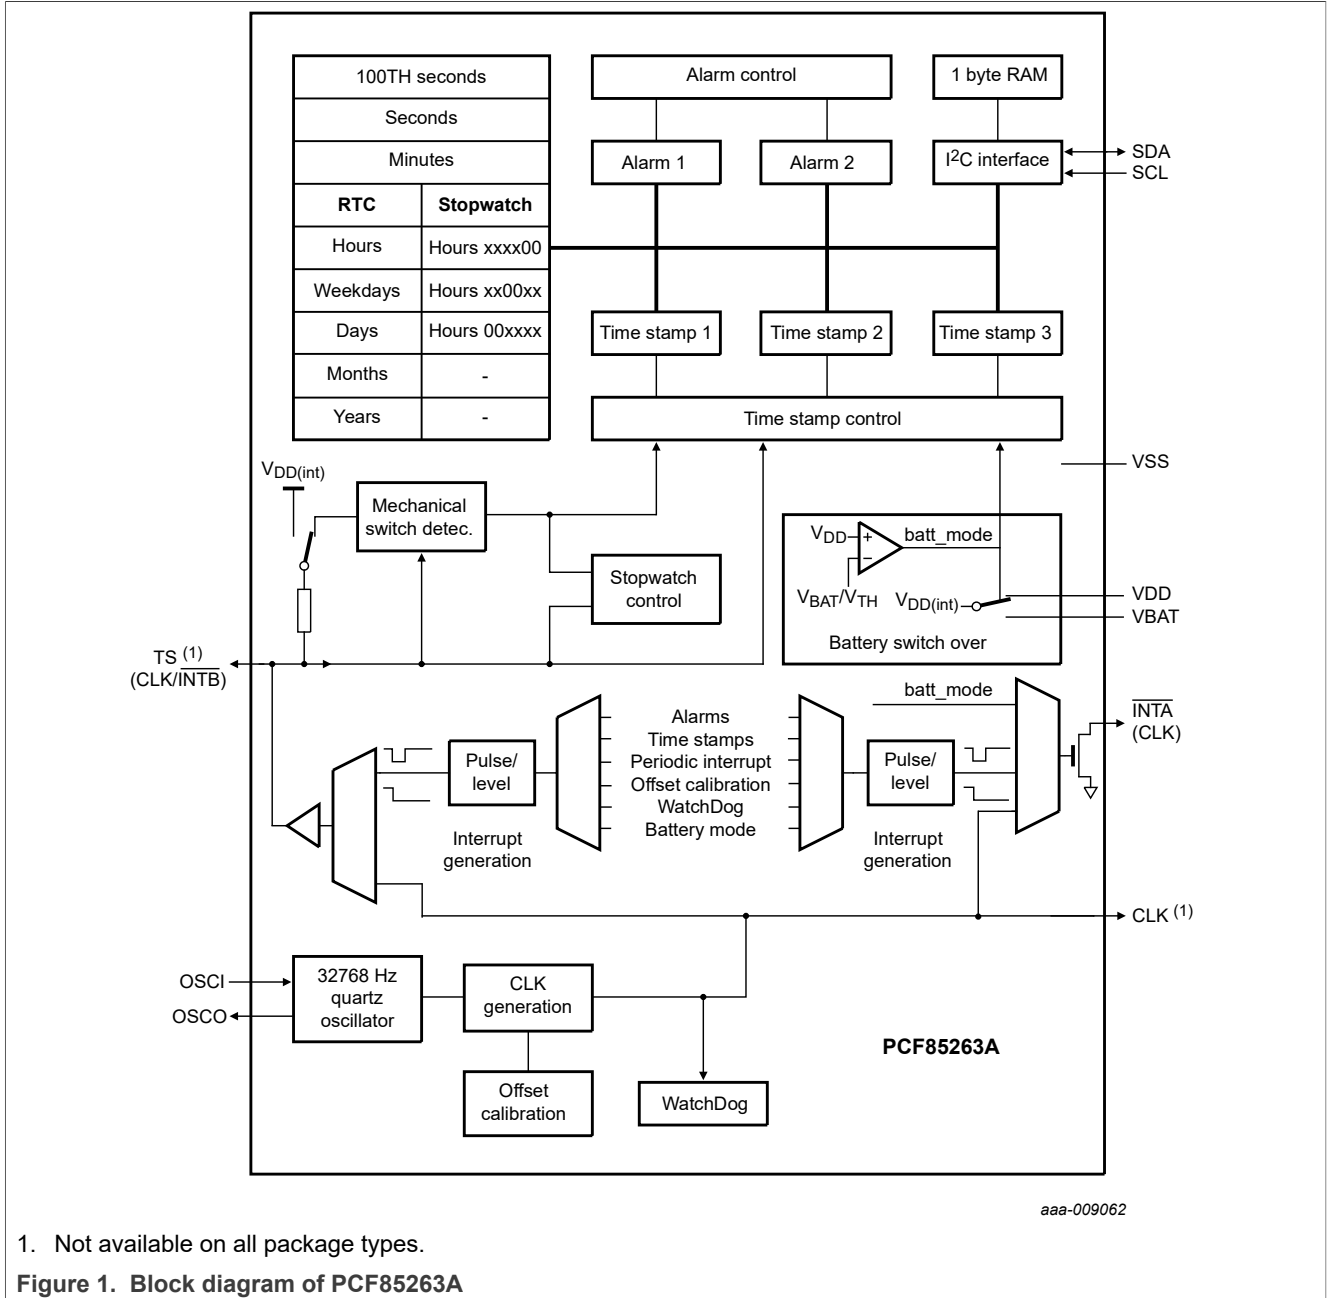 100TH seconds
Seconds
Minutes
RTC Stopwatch
Hours Hours xxxx00
Weekdays Hours xx00xx
Days Hours 00xxxx
Months -
Years -
Alarm control
1 byte RAM
Alarm 1
Alarm 2
I²C interface
SDA
SCL
Time stamp 1
Time stamp 2
Time stamp 3
Time stamp control
VSS
VDD(int)
Mechanical
switch detec.
Stopwatch
control
VDD
+
−
batt_mode
VBAT/VTH
VDD(int)
Battery switch over
VDD
VBAT
TS (1)
(CLK/INTB)
batt_mode
INTA
(CLK)
Alarms
Time stamps
Periodic interrupt
Offset calibration
WatchDog
Battery mode
Pulse/
level
Interrupt
generation
Pulse/
level
Interrupt
generation
CLK (1)
OSCI
OSCO
32768 Hz
quartz
oscillator
CLK
generation
Offset
calibration
WatchDog
PCF85263A
aaa-009062
1. Not available on all package types.
Figure 1. Block diagram of PCF85263A